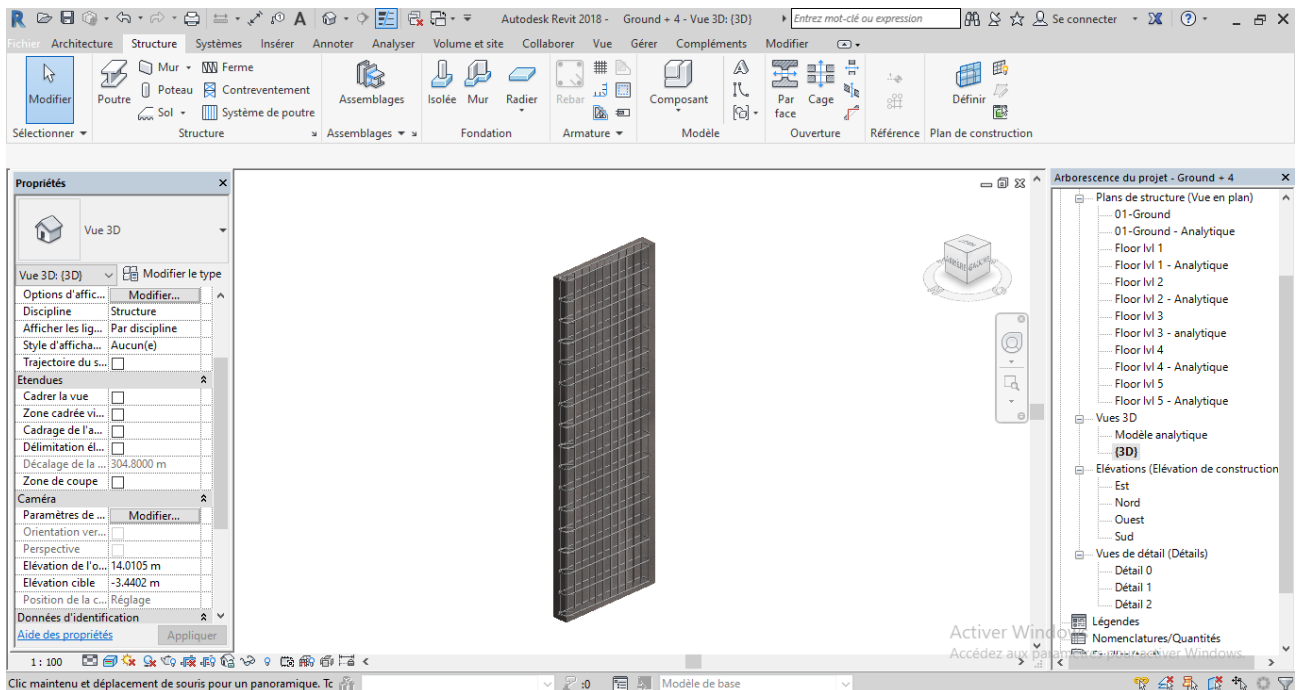 Autodesk Revit 2018 - Ground + 4 - Vue 3D: {3D}
Entrez mot-clé ou expression
Se connecter
Fichier Architecture Structure Systèmes Insérer Annoter Analyser Volume et site Collaborer Vue Gérer Compléments Modifier
Modifier
Poutre
Mur
Poteau
Sol
Ferme
Contreventement
Système de poutre
Assemblages
Isolée Mur Radier
Rebar
Composant
Par face
Cage
Définir
Sélectionner Structure Assemblages Fondation Armature Modèle Ouverture Référence Plan de construction
Propriétés
Vue 3D
Vue 3D: {3D} Modifier le type
Options d'affic... Modifier...
Discipline Structure
Afficher les lig... Par discipline
Style d'afficha... Aucun(e)
Trajectoire du s...
Etendues
Cadrer la vue
Zone cadrée vi...
Cadrage de l'a...
Délimitation él...
Décalage de la ... 304.8000 m
Zone de coupe
Caméra
Paramètres de ... Modifier...
Orientation ver...
Perspective
Elévation de l'o... 14.0105 m
Elévation cible -3.4402 m
Position de la c... Réglage
Données d'identification
Aide des propriétés Appliquer
1 : 100
Arborescence du projet - Ground + 4
Plans de structure (Vue en plan)
01-Ground
01-Ground - Analytique
Floor lvl 1
Floor lvl 1 - Analytique
Floor lvl 2
Floor lvl 2 - Analytique
Floor lvl 3
Floor lvl 3 - analytique
Floor lvl 4
Floor lvl 4 - Analytique
Floor lvl 5
Floor lvl 5 - Analytique
Vues 3D
Modèle analytique
{3D}
Elévations (Elévation de construction
Est
Nord
Ouest
Sud
Vues de détail (Détails)
Détail 0
Détail 1
Détail 2
Légendes
Nomenclatures/Quantités
Activer Windows
Accédez aux paramètres pour activer Windows.
Clic maintenu et déplacement de souris pour un panoramique. Tc
:0
Modèle de base